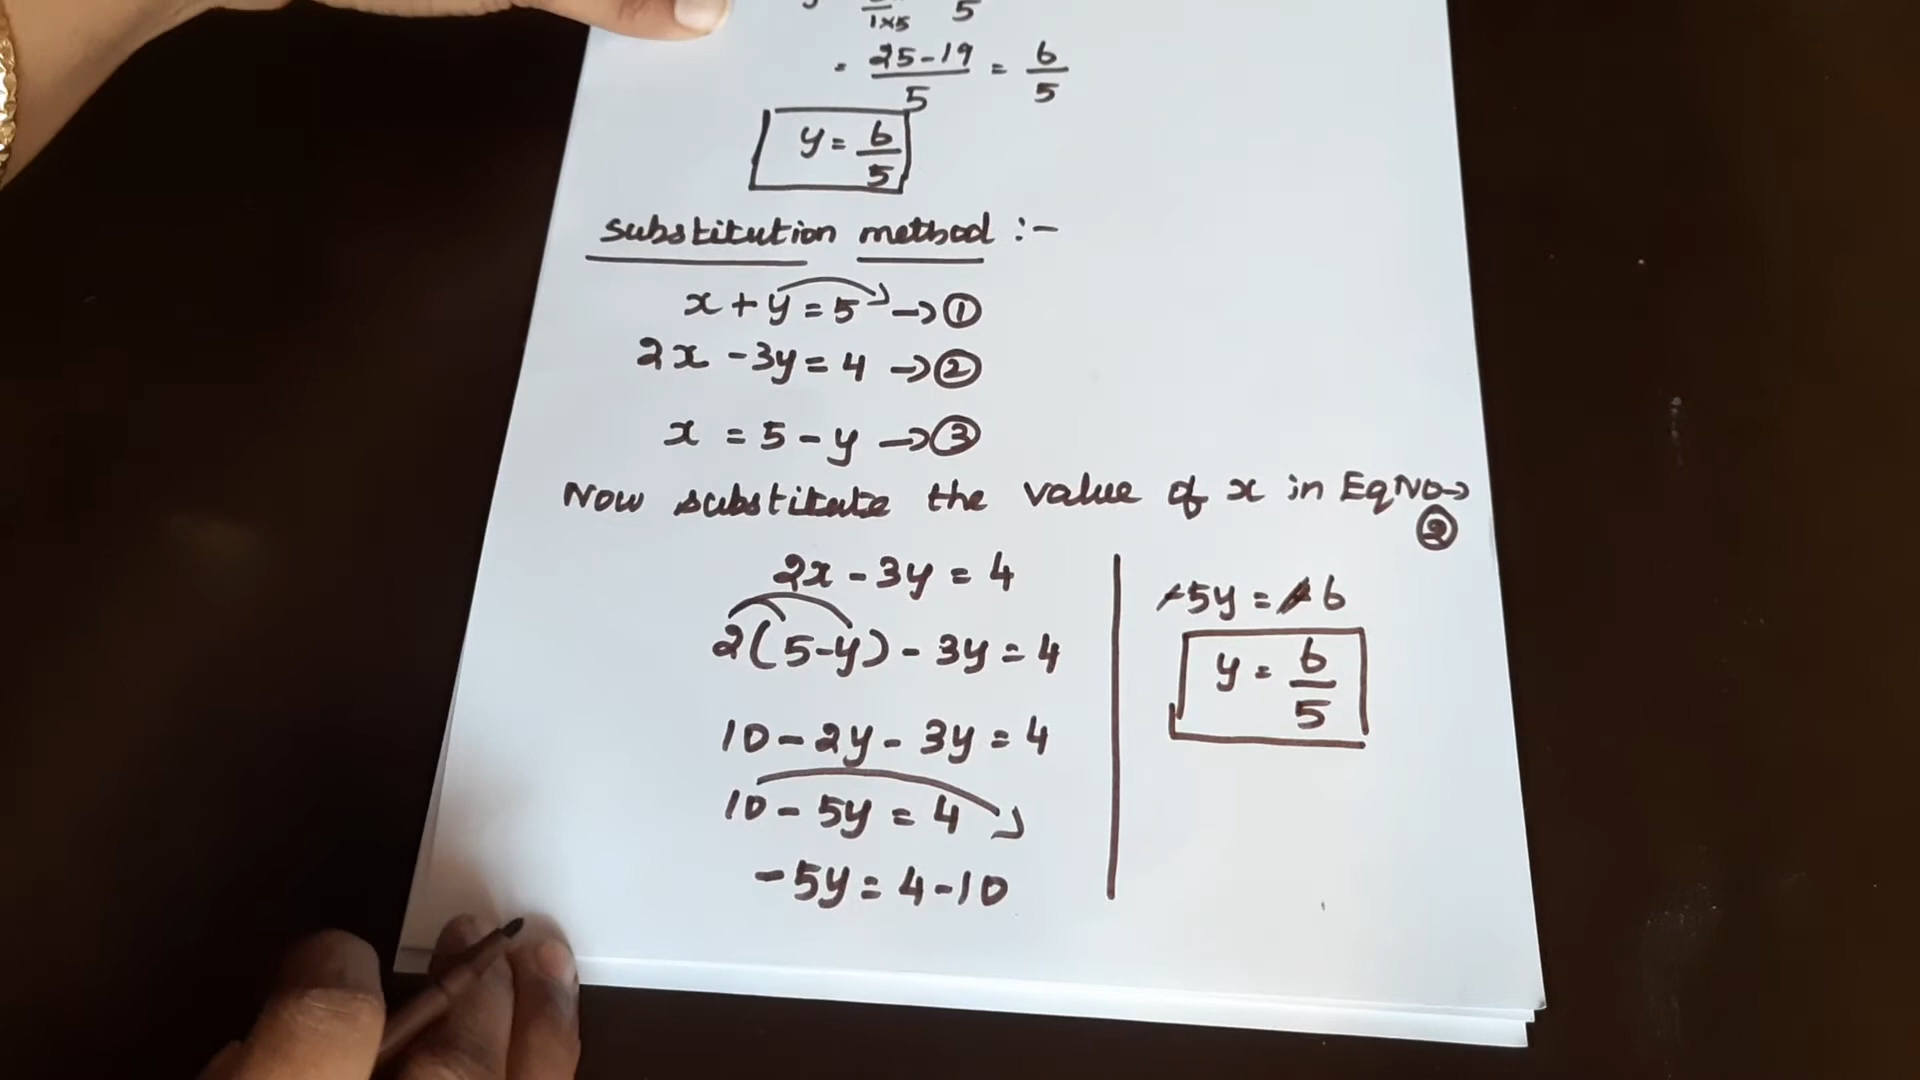 1x5 5
= 25-19/5 = 6/5
y = 6/5
substitution method :-
x + y = 5 → ①
2x - 3y = 4 → ②
x = 5 - y → ③
Now substitute the value of x in EqNo→
②
2x - 3y = 4
2(5-y) - 3y = 4
10 - 2y - 3y = 4
10 - 5y = 4
-5y = 4-10
-5y = -6
y = 6/5